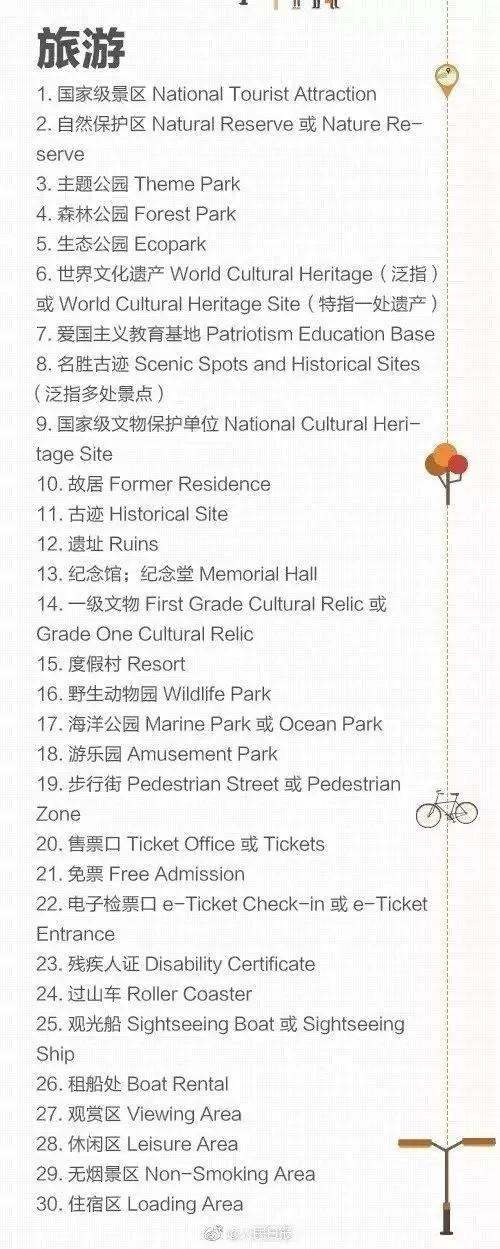 旅游
1. 国家级景区 National Tourist Attraction
2. 自然保护区 Natural Reserve 或 Nature Re-
serve
3. 主题公园 Theme Park
4. 森林公园 Forest Park
5. 生态公园 Ecopark
6. 世界文化遗产 World Cultural Heritage（泛指）
或 World Cultural Heritage Site（特指一处遗产）
7. 爱国主义教育基地 Patriotism Education Base
8. 名胜古迹 Scenic Spots and Historical Sites
（泛指多处景点）
9. 国家级文物保护单位 National Cultural Heri-
tage Site
10. 故居 Former Residence
11. 古迹 Historical Site
12. 遗址 Ruins
13. 纪念馆；纪念堂 Memorial Hall
14. 一级文物 First Grade Cultural Relic 或
Grade One Cultural Relic
15. 度假村 Resort
16. 野生动物园 Wildlife Park
17. 海洋公园 Marine Park 或 Ocean Park
18. 游乐园 Amusement Park
19. 步行街 Pedestrian Street 或 Pedestrian
Zone
20. 售票口 Ticket Office 或 Tickets
21. 免票 Free Admission
22. 电子检票口 e-Ticket Check-in 或 e-Ticket
Entrance
23. 残疾人证 Disability Certificate
24. 过山车 Roller Coaster
25. 观光船 Sightseeing Boat 或 Sightseeing
Ship
26. 租船处 Boat Rental
27. 观赏区 Viewing Area
28. 休闲区 Leisure Area
29. 无烟景区 Non-Smoking Area
30. 住宿区 Loading Area
@人民日报